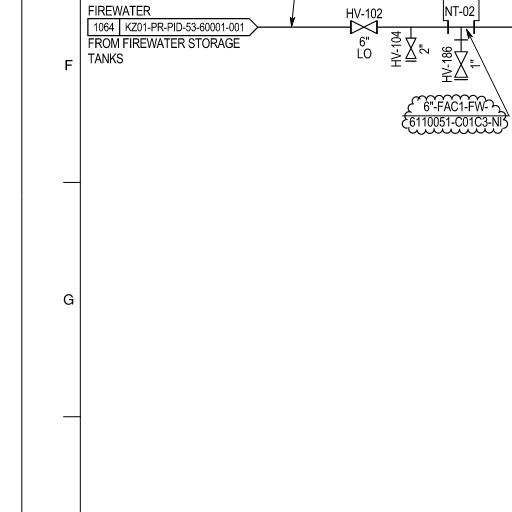 FIREWATER
1064 KZ01-PR-PID-53-60001-001
FROM FIREWATER STORAGE
TANKS
HV-102
6"
LO
HV-104
2"
NT-02
HV-186
1"
6"-FAC1-FW-
6110051-C01C3-NI
F
G